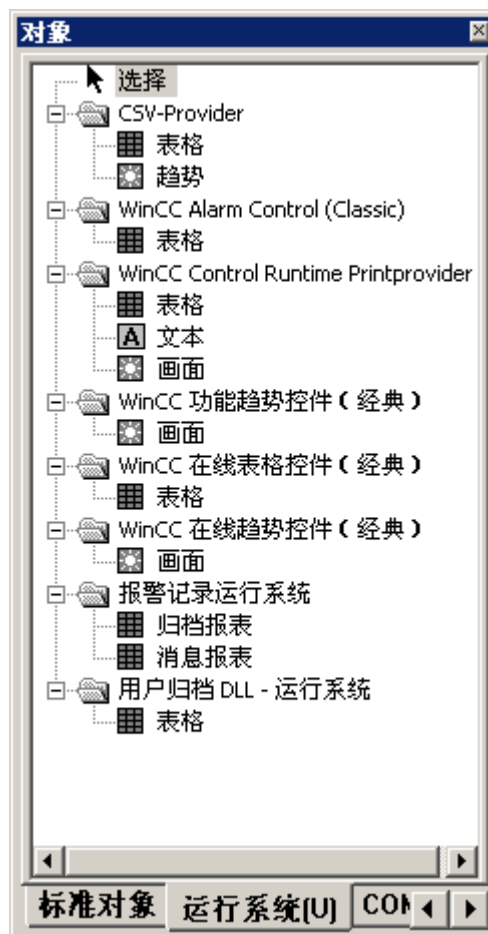 对象
选择
CSV-Provider
表格
趋势
WinCC Alarm Control (Classic)
表格
WinCC Control Runtime Printprovider
表格
A 文本
画面
WinCC 功能趋势控件 ( 经典 )
画面
WinCC 在线表格控件 ( 经典 )
表格
WinCC 在线趋势控件 ( 经典 )
画面
报警记录运行系统
归档报表
消息报表
用户归档 DLL - 运行系统
表格
标准对象 运行系统(U)